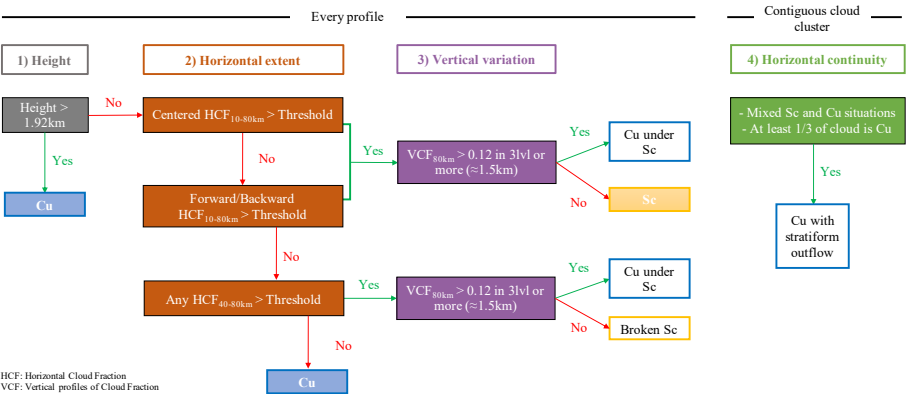 Every profile
Contiguous cloud
cluster
1) Height
2) Horizontal extent
3) Vertical variation
4) Horizontal continuity
Height >
1.92km
No
Centered HCF10-80km > Threshold
Yes
Cu
No
Forward/Backward
HCF10-80km > Threshold
Yes
VCF80km > 0.12 in 3lvl or
more (≈1.5km)
Yes
Cu under
Sc
No
Sc
No
Any HCF40-80km > Threshold
Yes
VCF80km > 0.12 in 3lvl or
more (≈1.5km)
Yes
Cu under
Sc
No
Broken Sc
No
Cu
- Mixed Sc and Cu situations
- At least 1/3 of cloud is Cu
Yes
Cu with
stratiform
outflow
HCF: Horizontal Cloud Fraction
VCF: Vertical profiles of Cloud Fraction